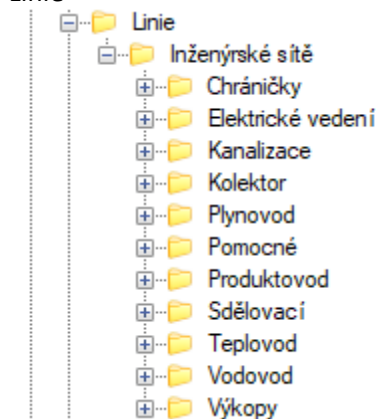 Linie
Inženýrské sítě
Chráničky
Elektrické vedení
Kanalizace
Kolektor
Plynovod
Pomocné
Produktovod
Sdělovací
Teplovod
Vodovod
Výkopy